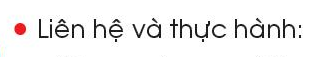 • Liên hệ và thực hành: